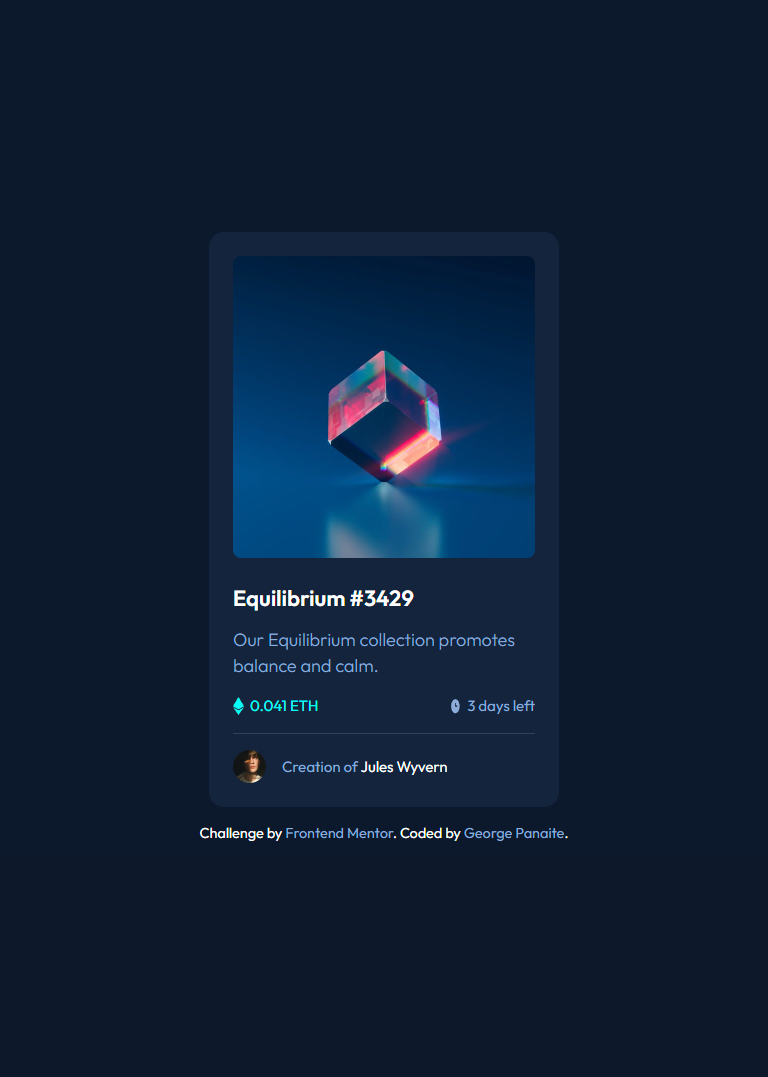 Equilibrium #3429
Our Equilibrium collection promotes
balance and calm.
0.041 ETH
3 days left
Creation of Jules Wyvern
Challenge by Frontend Mentor. Coded by George Panaite.